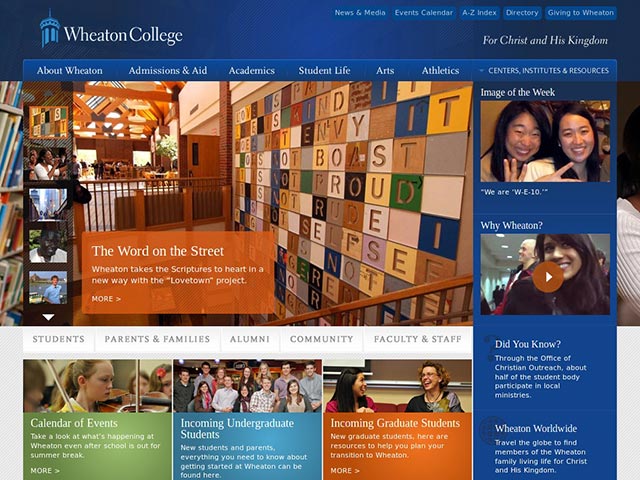 News & Media
Events Calendar
A-Z Index
Directory
Giving to Wheaton
Wheaton College
For Christ and His Kingdom
About Wheaton
Admissions & Aid
Academics
Student Life
Arts
Athletics
CENTERS, INSTITUTES & RESOURCES
The Word on the Street
Wheaton takes the Scriptures to heart in a
new way with the "Lovetown" project.
MORE >
Image of the Week
"We are 'W-E-10.'"
Why Wheaton?
STUDENTS
PARENTS & FAMILIES
ALUMNI
COMMUNITY
FACULTY & STAFF
Calendar of Events
Take a look at what's happening at
Wheaton even after school is out for
summer break.
MORE >
Incoming Undergraduate
Students
New students and parents,
everything you need to know about
getting started at Wheaton can be
found here.
Incoming Graduate Students
New graduate students, here are
resources to help you plan your
transition to Wheaton.
MORE >
Did You Know?
Through the Office of
Christian Outreach, about
half of the student body
participate in local
ministries.
Wheaton Worldwide
Travel the globe to find
members of the Wheaton
family living life for Christ
and His Kingdom.